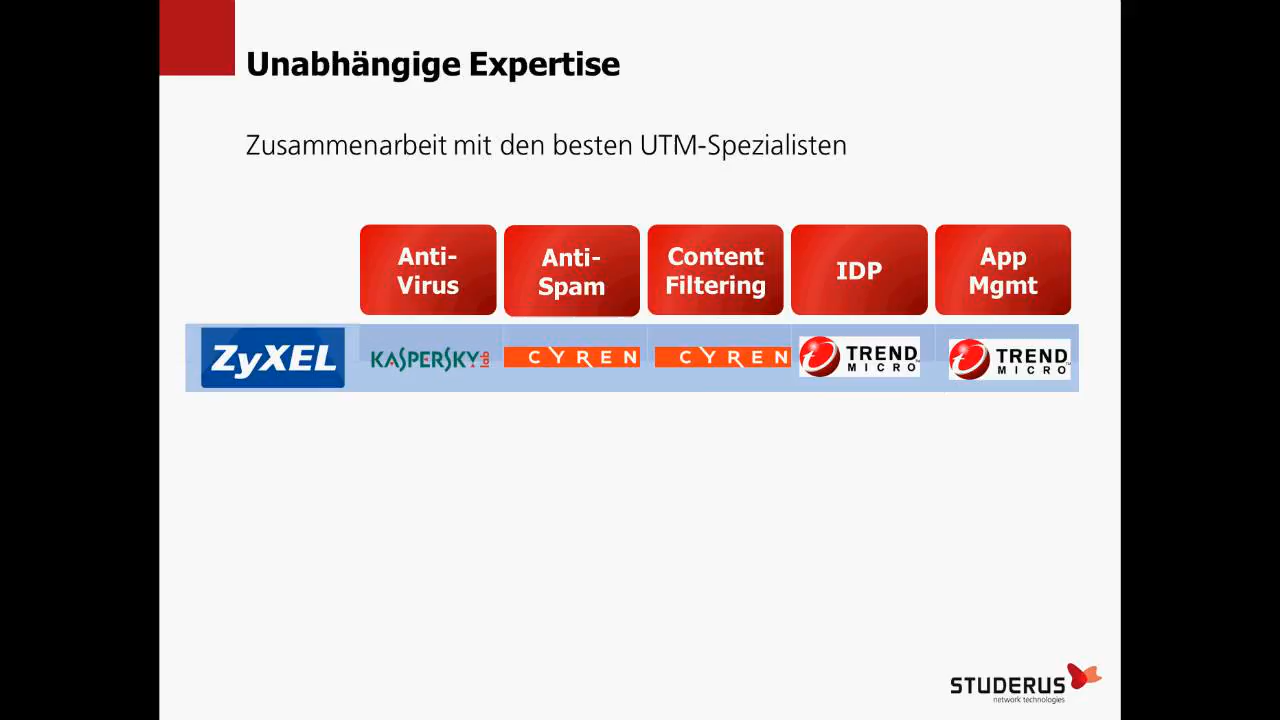 Unabhängige Expertise
Zusammenarbeit mit den besten UTM-Spezialisten
Anti-
Virus
Anti-
Spam
Content
Filtering
IDP
App
Mgmt
ZyXEL
KASPERSKY lab
CYREN
CYREN
TREND
MICRO
TREND
MICRO
STUDERUS
network technologies